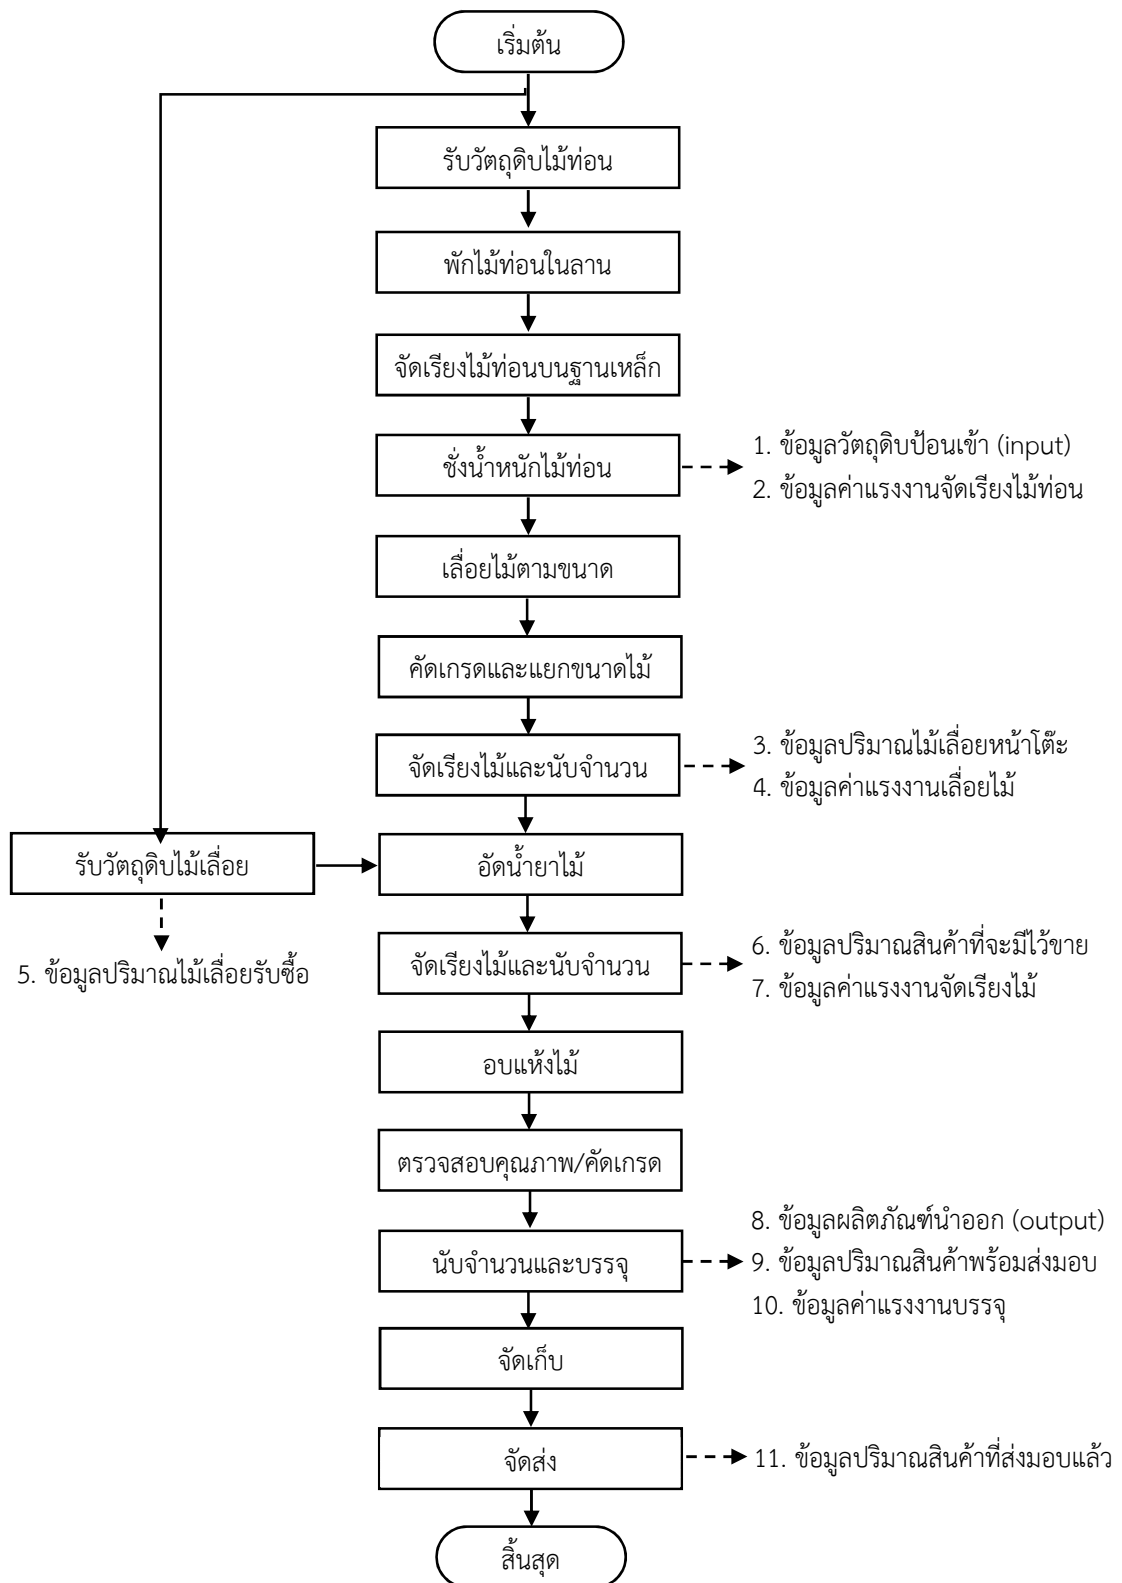 เริ่มต้น
รับวัตถุดิบไม้ท่อน
พักไม้ท่อนในลาน
จัดเรียงไม้ท่อนบนฐานเหล็ก
ชั่งน้ำหนักไม้ท่อน
1. ข้อมูลวัตถุดิบป้อนเข้า (input)
2. ข้อมูลค่าแรงงานจัดเรียงไม้ท่อน
เลื่อยไม้ตามขนาด
คัดเกรดและแยกขนาดไม้
จัดเรียงไม้และนับจำนวน
3. ข้อมูลปริมาณไม้เลื่อยหน้าโต๊ะ
4. ข้อมูลค่าแรงงานเลื่อยไม้
รับวัตถุดิบไม้เลื่อย
อัดน้ำยาไม้
5. ข้อมูลปริมาณไม้เลื่อยรับซื้อ
จัดเรียงไม้และนับจำนวน
6. ข้อมูลปริมาณสินค้าที่จะมีไว้ขาย
7. ข้อมูลค่าแรงงานจัดเรียงไม้
อบแห้งไม้
ตรวจสอบคุณภาพ/คัดเกรด
นับจำนวนและบรรจุ
8. ข้อมูลผลิตภัณฑ์นำออก (output)
9. ข้อมูลปริมาณสินค้าพร้อมส่งมอบ
10. ข้อมูลค่าแรงงานบรรจุ
จัดเก็บ
จัดส่ง
11. ข้อมูลปริมาณสินค้าที่ส่งมอบแล้ว
สิ้นสุด